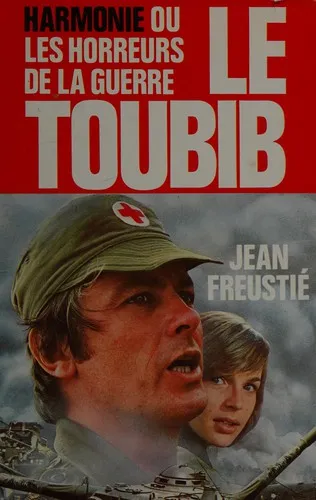 HARMONIE OU
LES HORREURS
DE LA GUERRE
LE
TOUBIB
JEAN
FREUSTIÉ